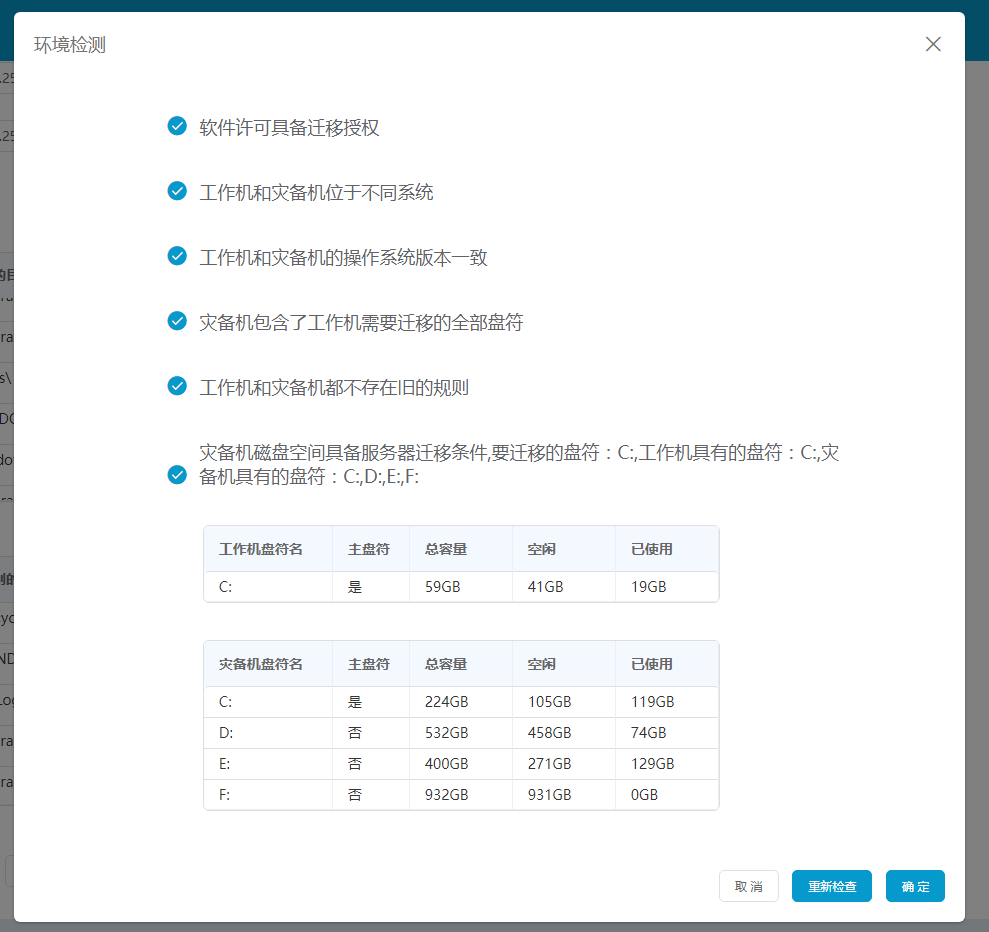 环境检测
软件许可具备迁移授权
工作机和灾备机位于不同系统
工作机和灾备机的操作系统版本一致
灾备机包含了工作机需要迁移的全部盘符
工作机和灾备机都不存在旧的规则
灾备机磁盘空间具备服务器迁移条件,要迁移的盘符：C:,工作机具有的盘符：C:,灾
备机具有的盘符：C:,D:,E:,F:
工作机盘符名 主盘符 总容量 空闲 已使用
C: 是 59GB 41GB 19GB
灾备机盘符名 主盘符 总容量 空闲 已使用
C: 是 224GB 105GB 119GB
D: 否 532GB 458GB 74GB
E: 否 400GB 271GB 129GB
F: 否 932GB 931GB 0GB
取 消 重新检查 确 定